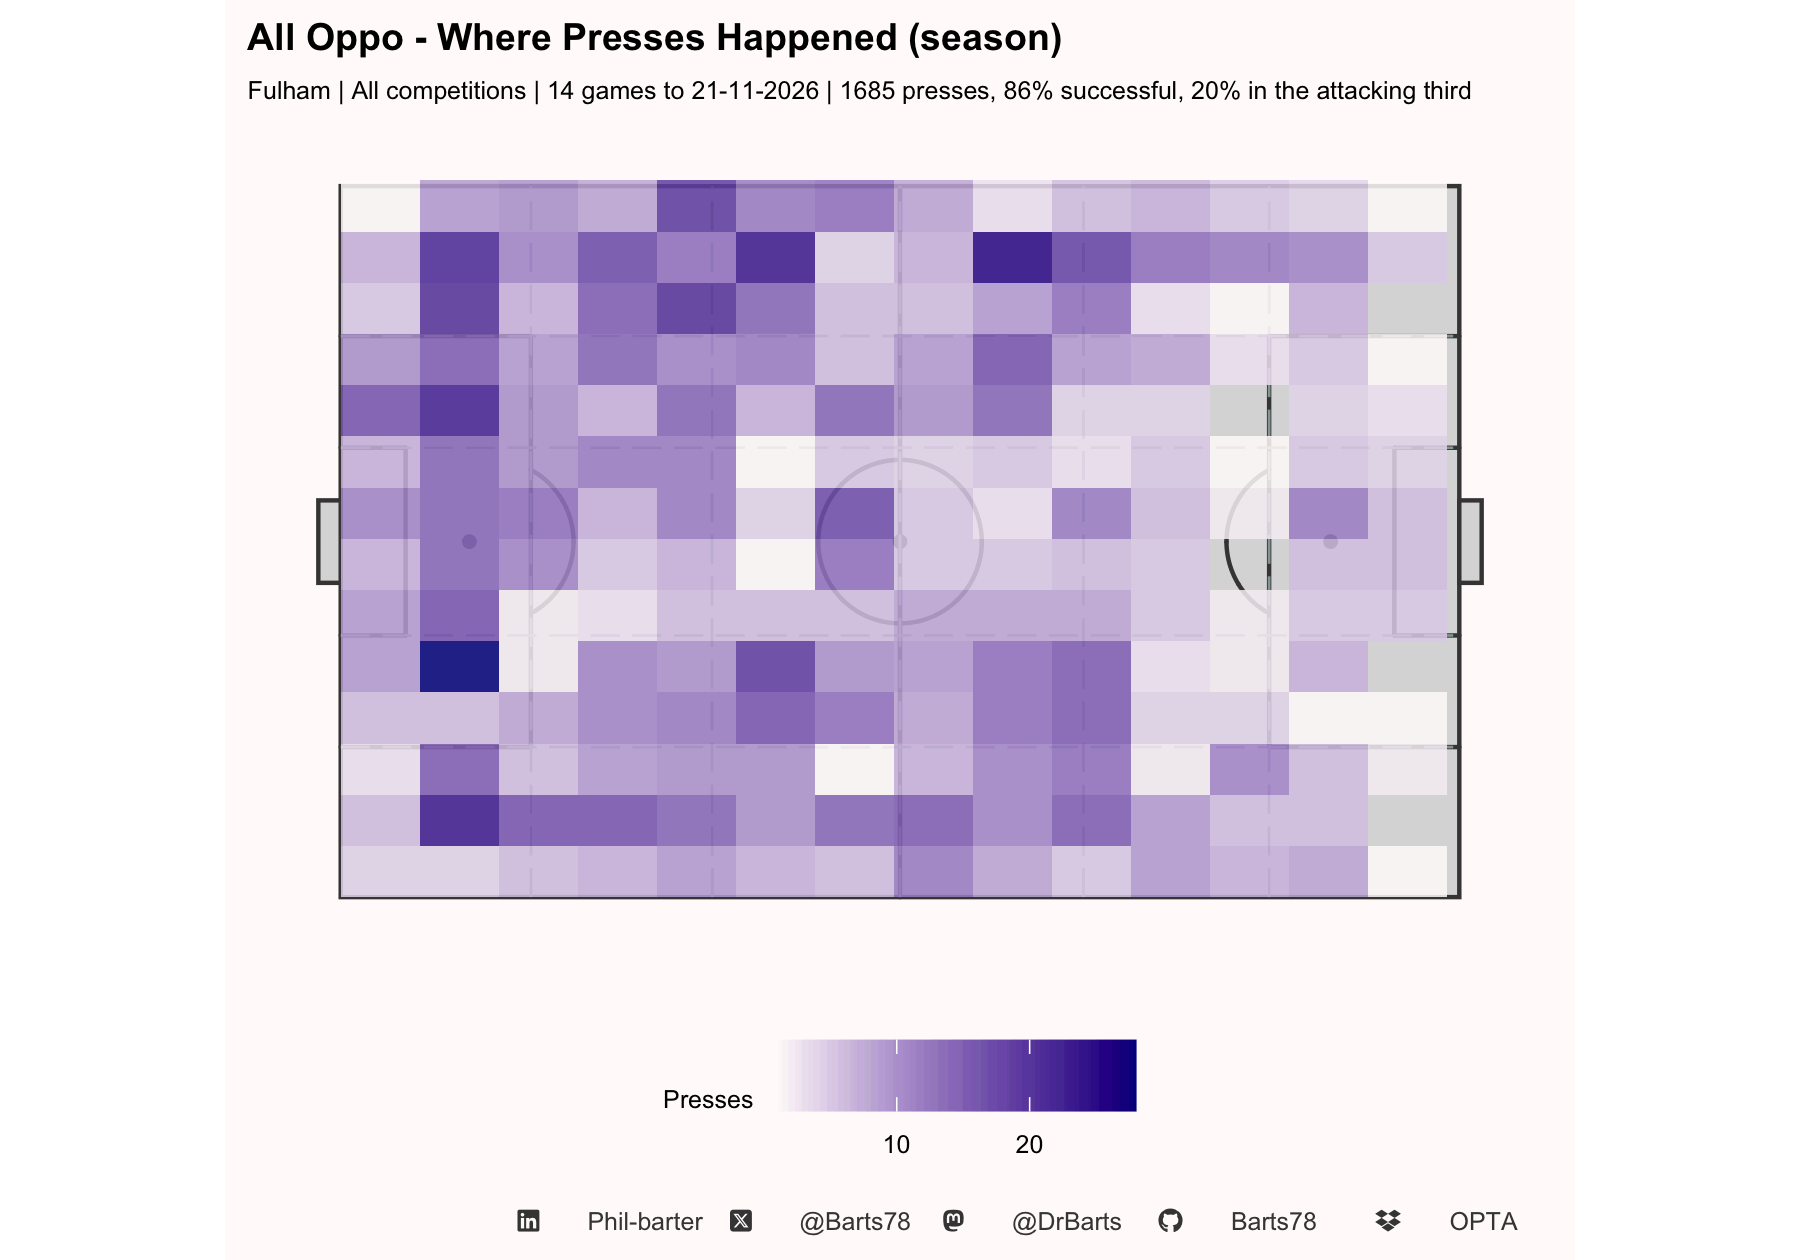 All Oppo - Where Presses Happened (season)
Fulham | All competitions | 14 games to 21-11-2026 | 1685 presses, 86% successful, 20% in the attacking third
Presses
10 20
Phil-barter @Barts78 @DrBarts Barts78 OPTA